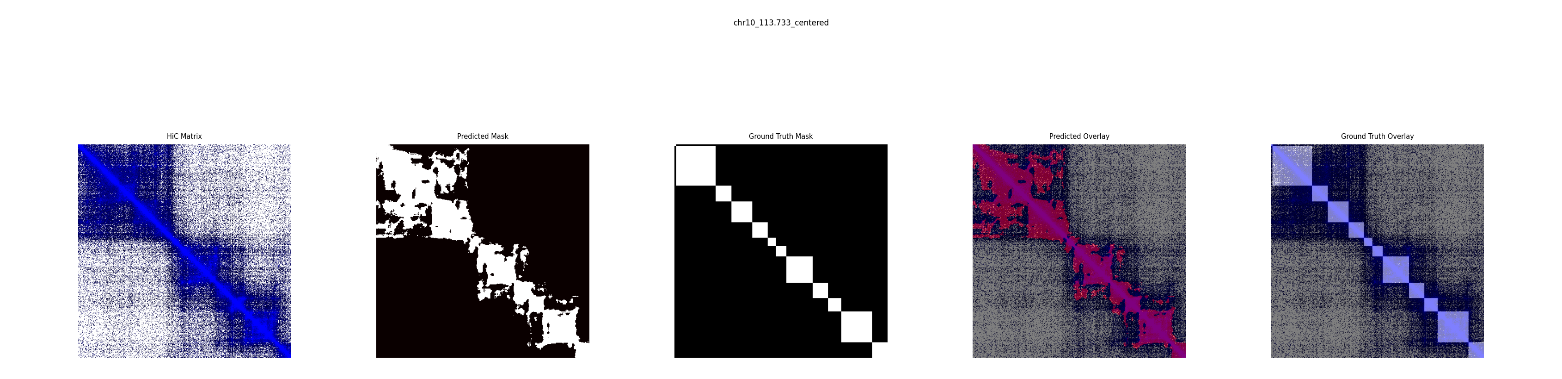 chr10_113.733_centered
HiC Matrix
Predicted Mask
Ground Truth Mask
Predicted Overlay
Ground Truth Overlay